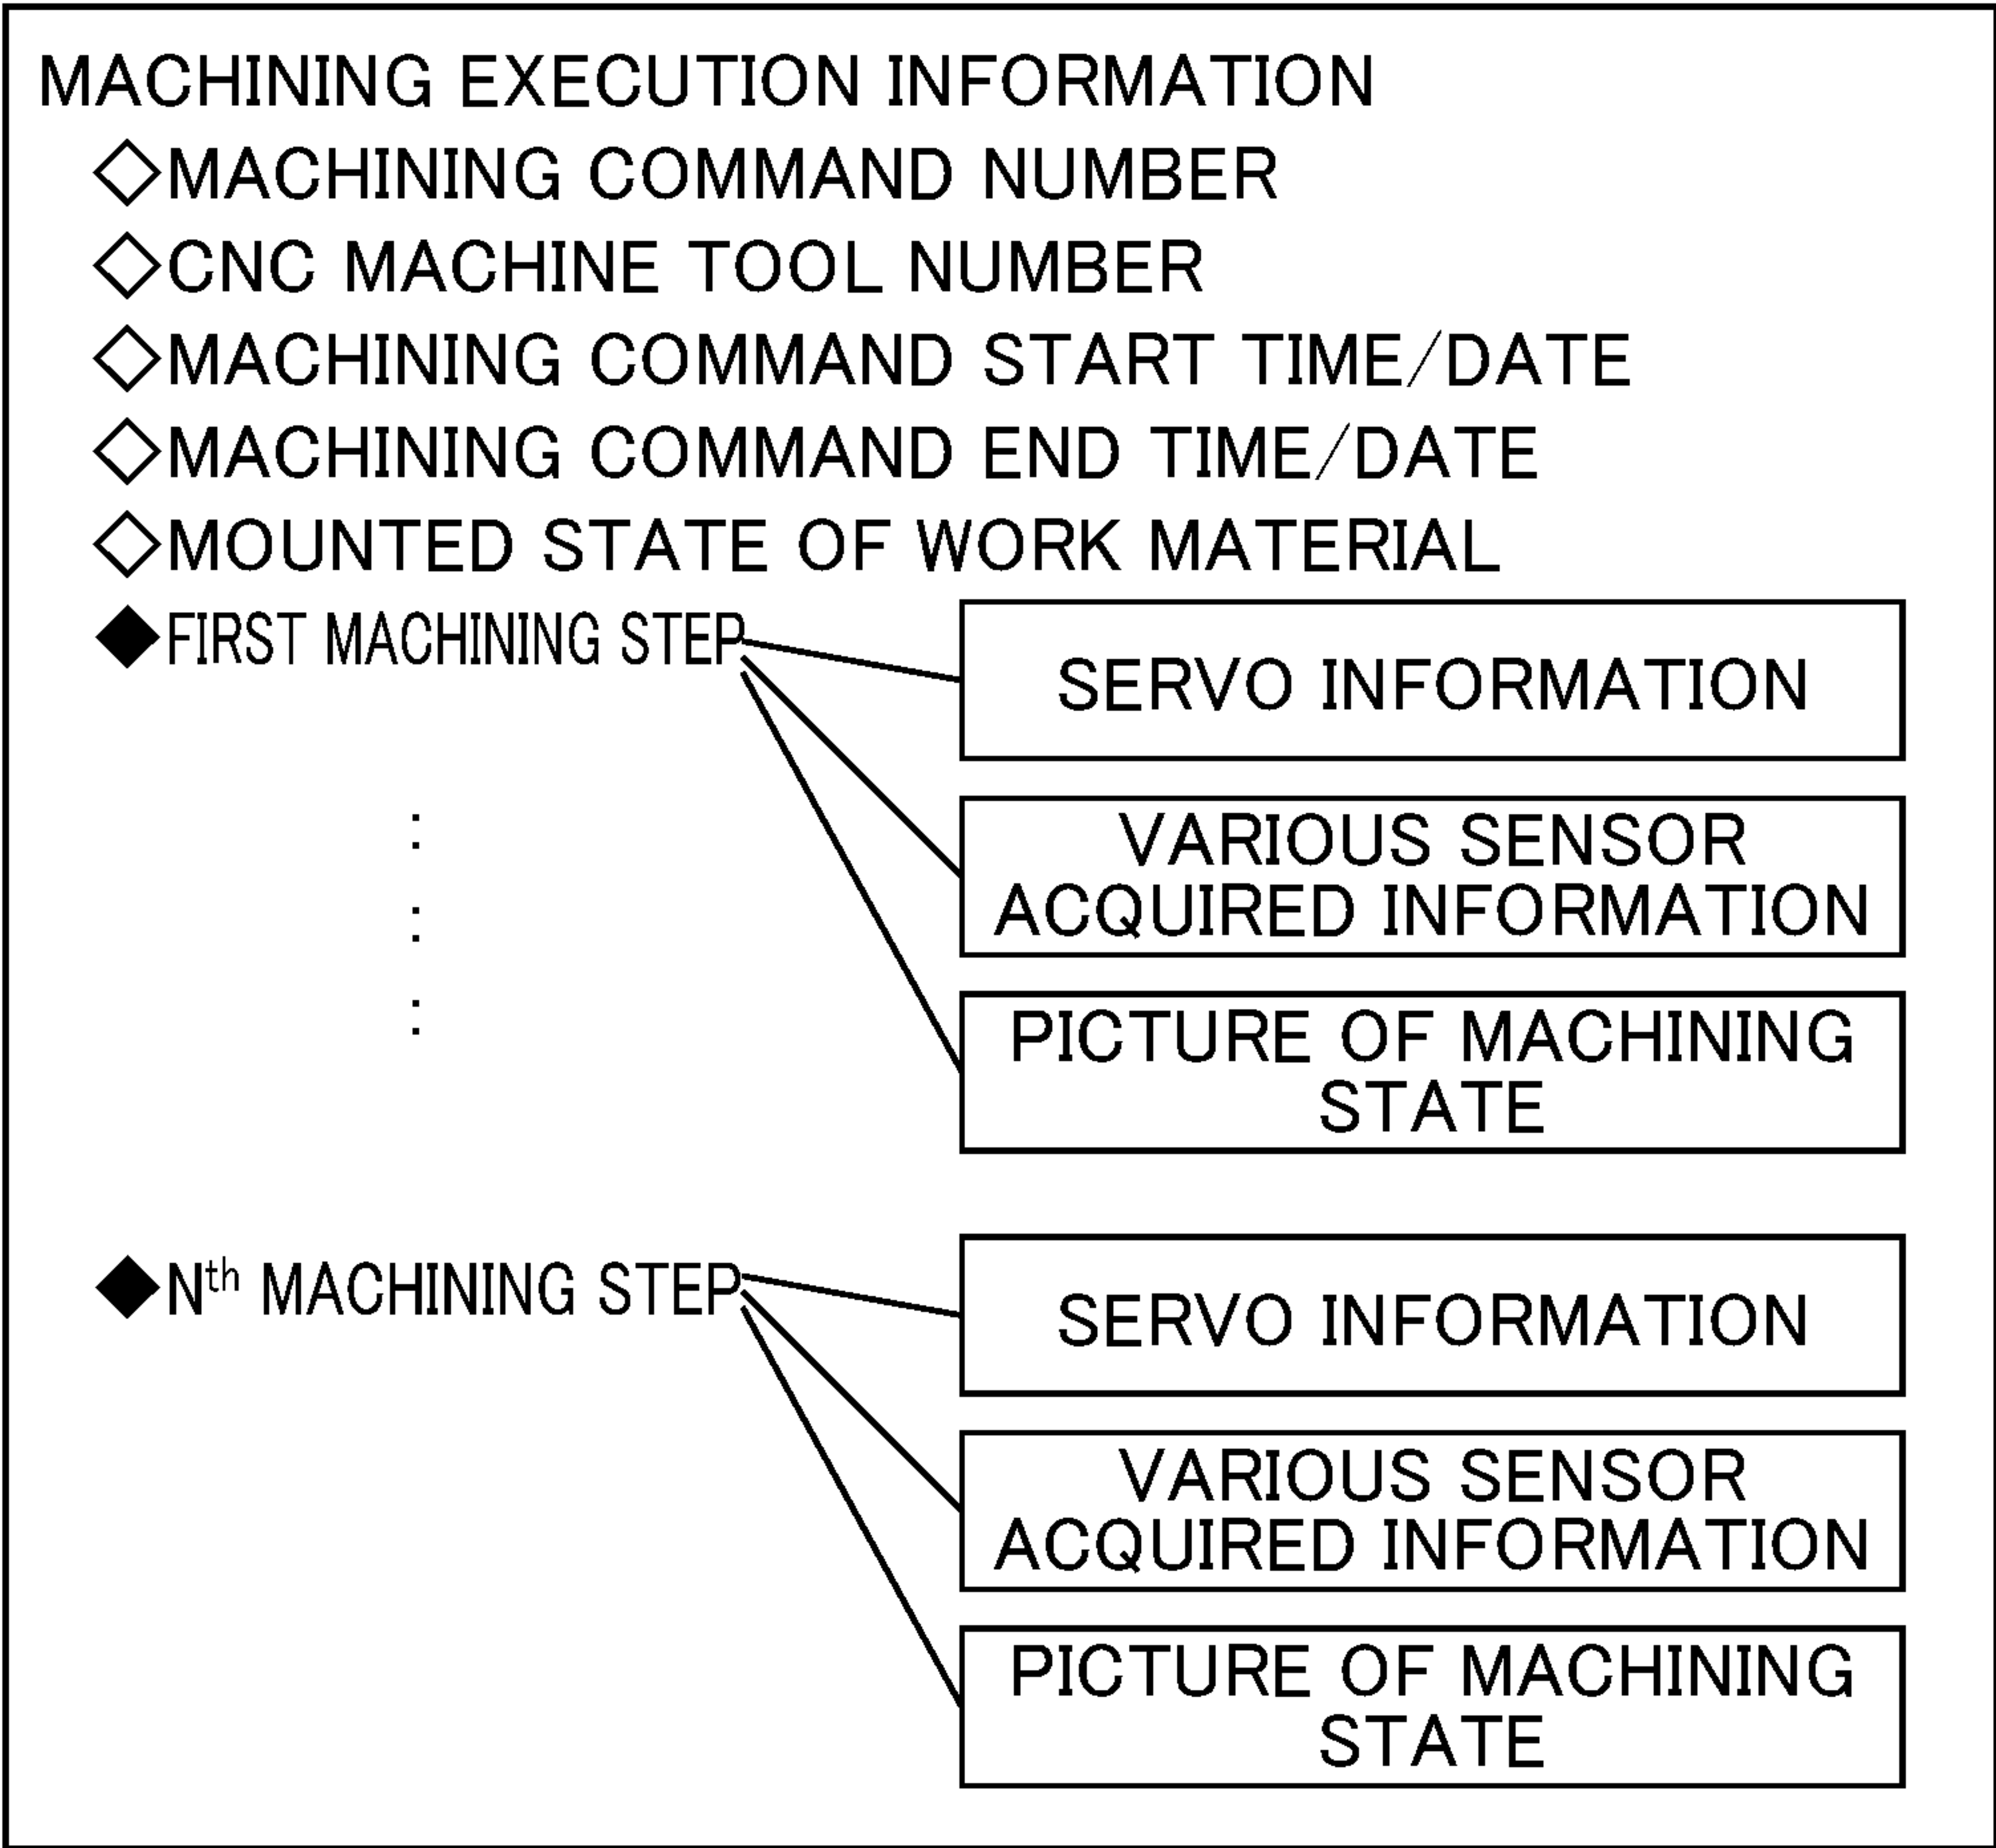 MACHINING EXECUTION INFORMATION
◇MACHINING COMMAND NUMBER
◇CNC MACHINE TOOL NUMBER
◇MACHINING COMMAND START TIME/DATE
◇MACHINING COMMAND END TIME/DATE
◇MOUNTED STATE OF WORK MATERIAL
◆FIRST MACHINING STEP
SERVO INFORMATION
VARIOUS SENSOR
ACQUIRED INFORMATION
PICTURE OF MACHINING
STATE
:
:
:
◆Nth MACHINING STEP
SERVO INFORMATION
VARIOUS SENSOR
ACQUIRED INFORMATION
PICTURE OF MACHINING
STATE